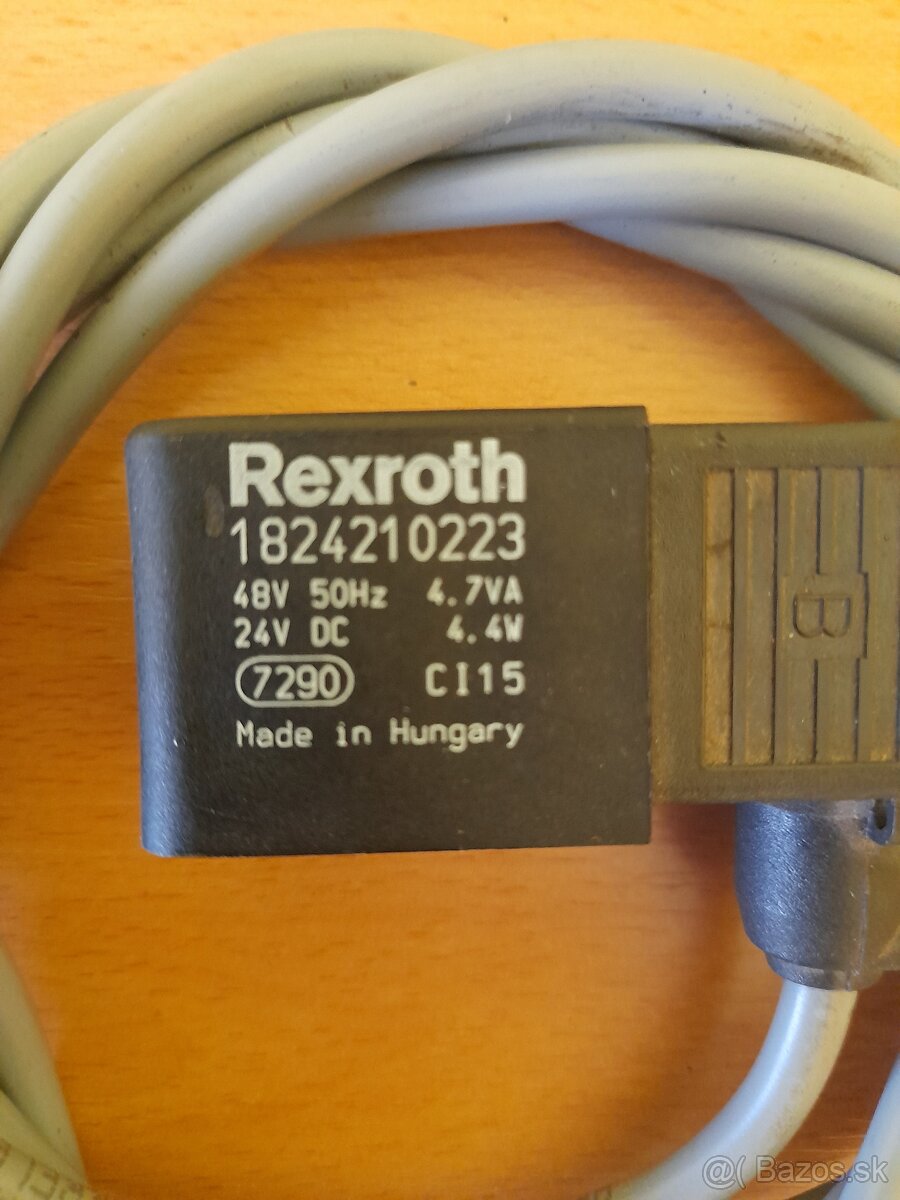 Rexroth
1824210223
48V 50Hz 4.7VA
24V DC 4.4W
7290 CI15
Made in Hungary
B
@( Bazos.sk